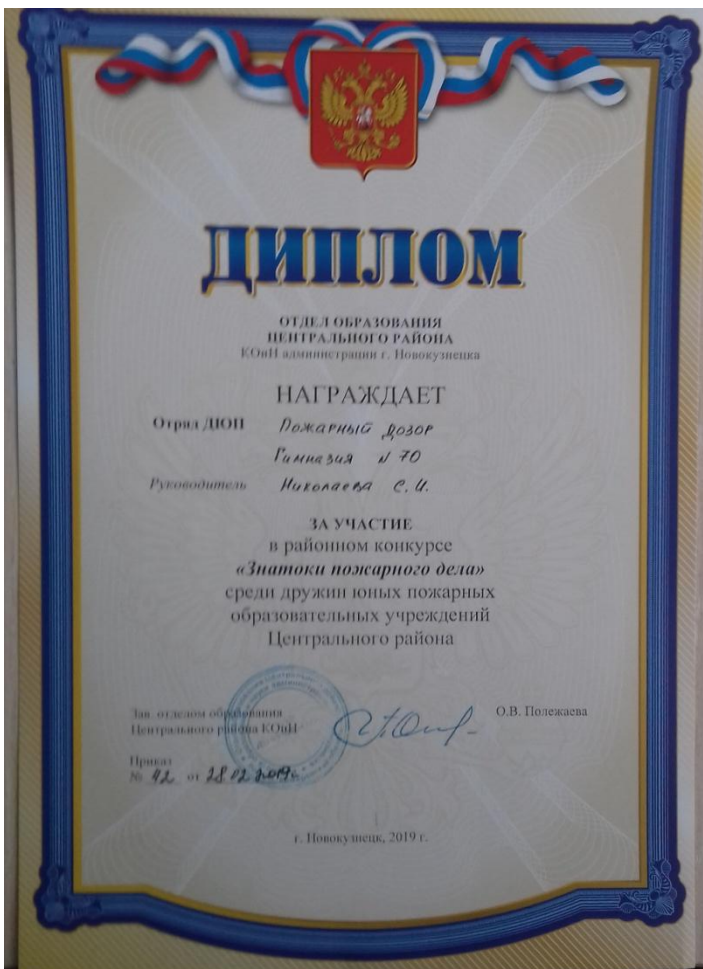 ДИПЛОМ
ОТДЕЛ ОБРАЗОВАНИЯ
ЦЕНТРАЛЬНОГО РАЙОНА
КОиН администрации г. Новокузнецка
НАГРАЖДАЕТ
Отряд ДЮП Пожарный дозор
Гимназия N 70
Руководитель Николаева С.И.
ЗА УЧАСТИЕ
в районном конкурсе
«Знатоки пожарного дела»
среди дружин юных пожарных
образовательных учреждений
Центрального района
Зав. отделом образования
Центрального района КОиН
О.В. Полежаева
Приказ
№ 42 от 28.02.2019г.
г. Новокузнецк, 2019 г.